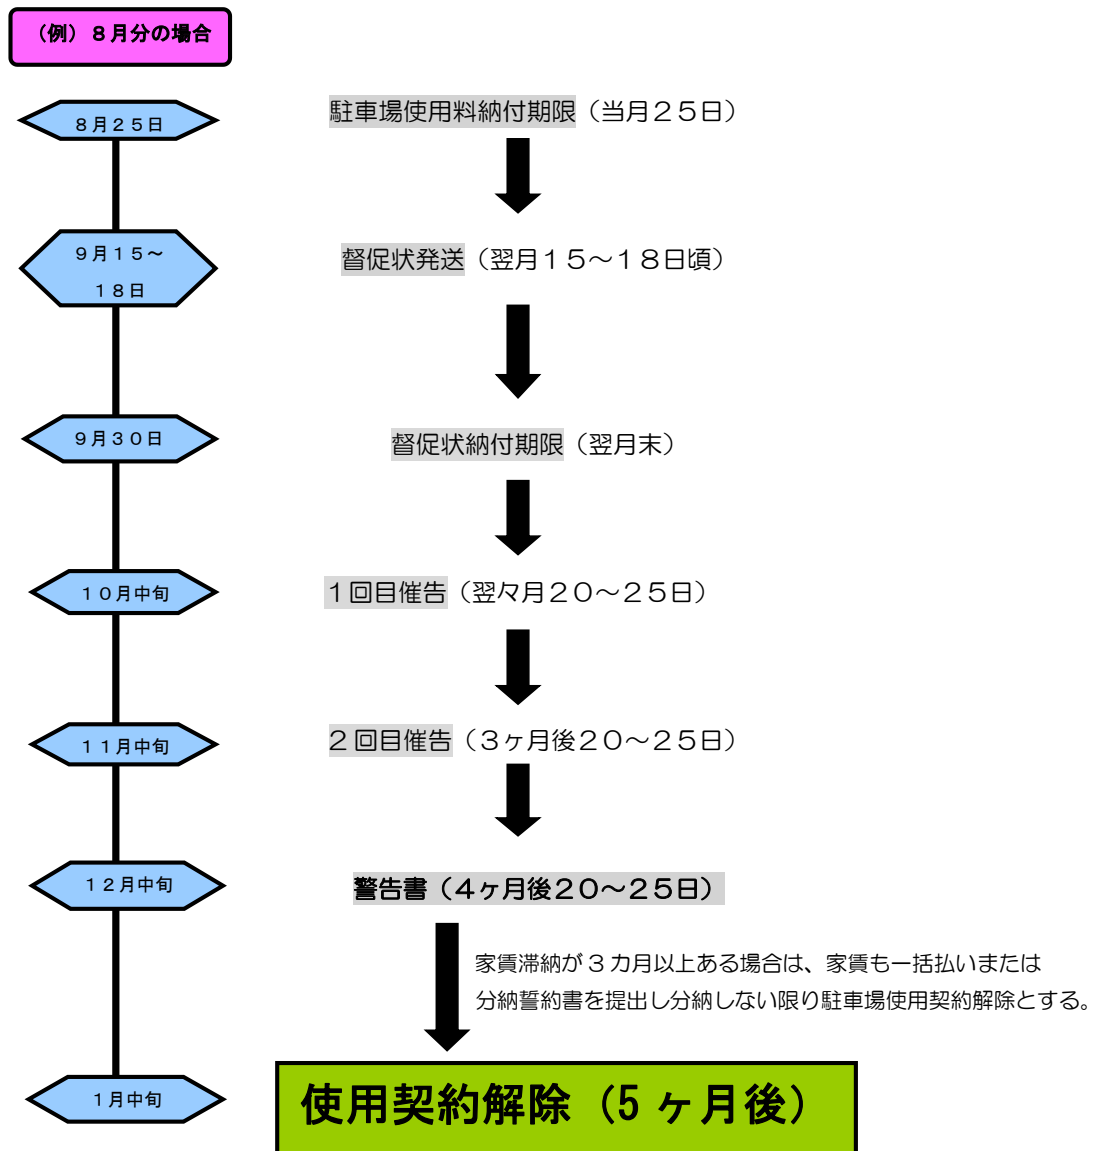 （例）８月分の場合
８月２５日
駐車場使用料納付期限（当月２５日）
９月１５～
１８日
督促状発送（翌月１５～１８日頃）
９月３０日
督促状納付期限（翌月末）
１０月中旬
１回目催告（翌々月２０～２５日）
１１月中旬
２回目催告（３ヶ月後２０～２５日）
１２月中旬
警告書（４ヶ月後２０～２５日）
家賃滞納が３カ月以上ある場合は、家賃も一括払いまたは
分納誓約書を提出し分納しない限り駐車場使用契約解除とする。
１月中旬
使用契約解除（5ヶ月後）